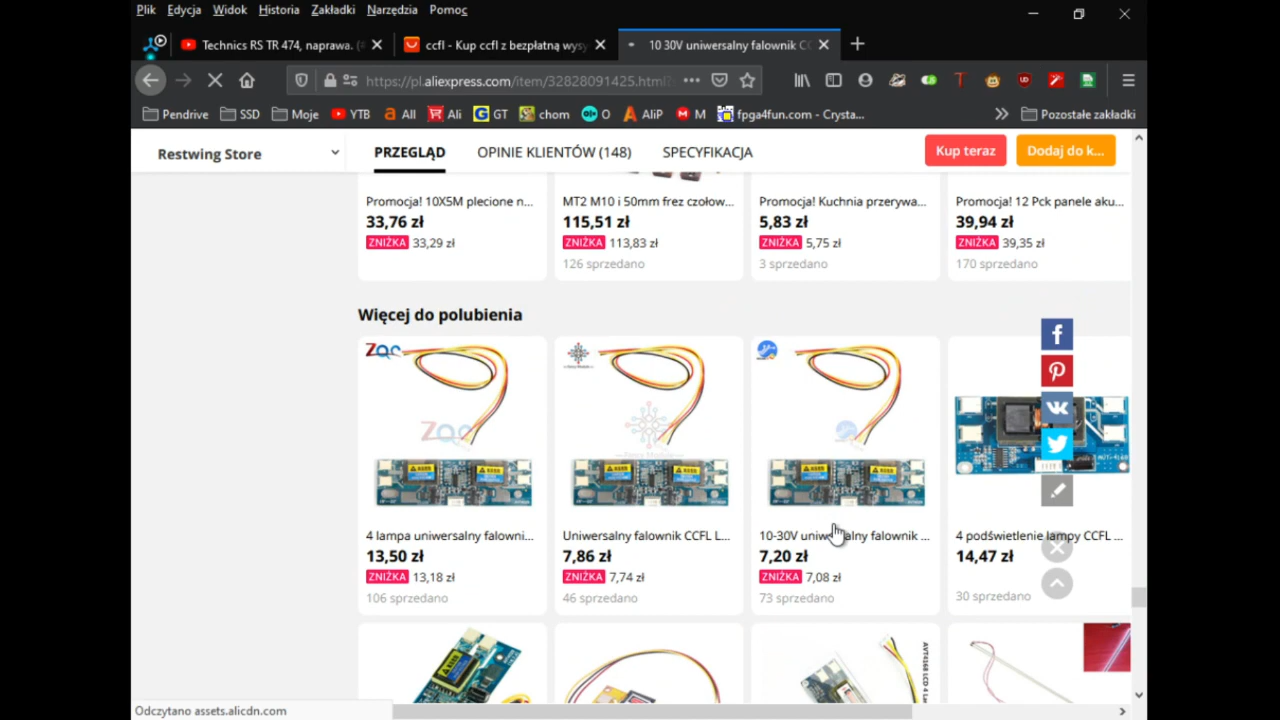 Plik Edycja Widok Historia Zakładki Narzędzia Pomoc
Technics RS TR 474, naprawa. (
ccfl - Kup ccfl z bezpłatną wysy
10 30V uniwersalny falownik CC
https://pl.aliexpress.com/item/32828091425.html
Pendrive SSD Moje YTB All Ali GT chom O AliP M fpga4fun.com - Crysta... Pozostałe zakładki
Restwing Store
PRZEGLĄD OPINIE KLIENTÓW (148) SPECYFIKACJA
Kup teraz Dodaj do k...
Promocja! 10X5M plecione n... MT2 M10 i 50mm frez czołow... Promocja! Kuchnia przerywa... Promocja! 12 Pck panele aku...
33,76 zł 115,51 zł 5,83 zł 39,94 zł
ZNIŻKA 33,29 zł ZNIŻKA 113,83 zł ZNIŻKA 5,75 zł ZNIŻKA 39,35 zł
126 sprzedano 3 sprzedano 170 sprzedano
Więcej do polubienia
4 lampa uniwersalny falowni... Uniwersalny falownik CCFL L... 10-30V uniwersalny falownik ... 4 podświetlenie lampy CCFL ...
13,50 zł 7,86 zł 7,20 zł 14,47 zł
ZNIŻKA 13,18 zł ZNIŻKA 7,74 zł ZNIŻKA 7,08 zł
106 sprzedano 46 sprzedano 73 sprzedano 30 sprzedano
Odczytano assets.alicdn.com